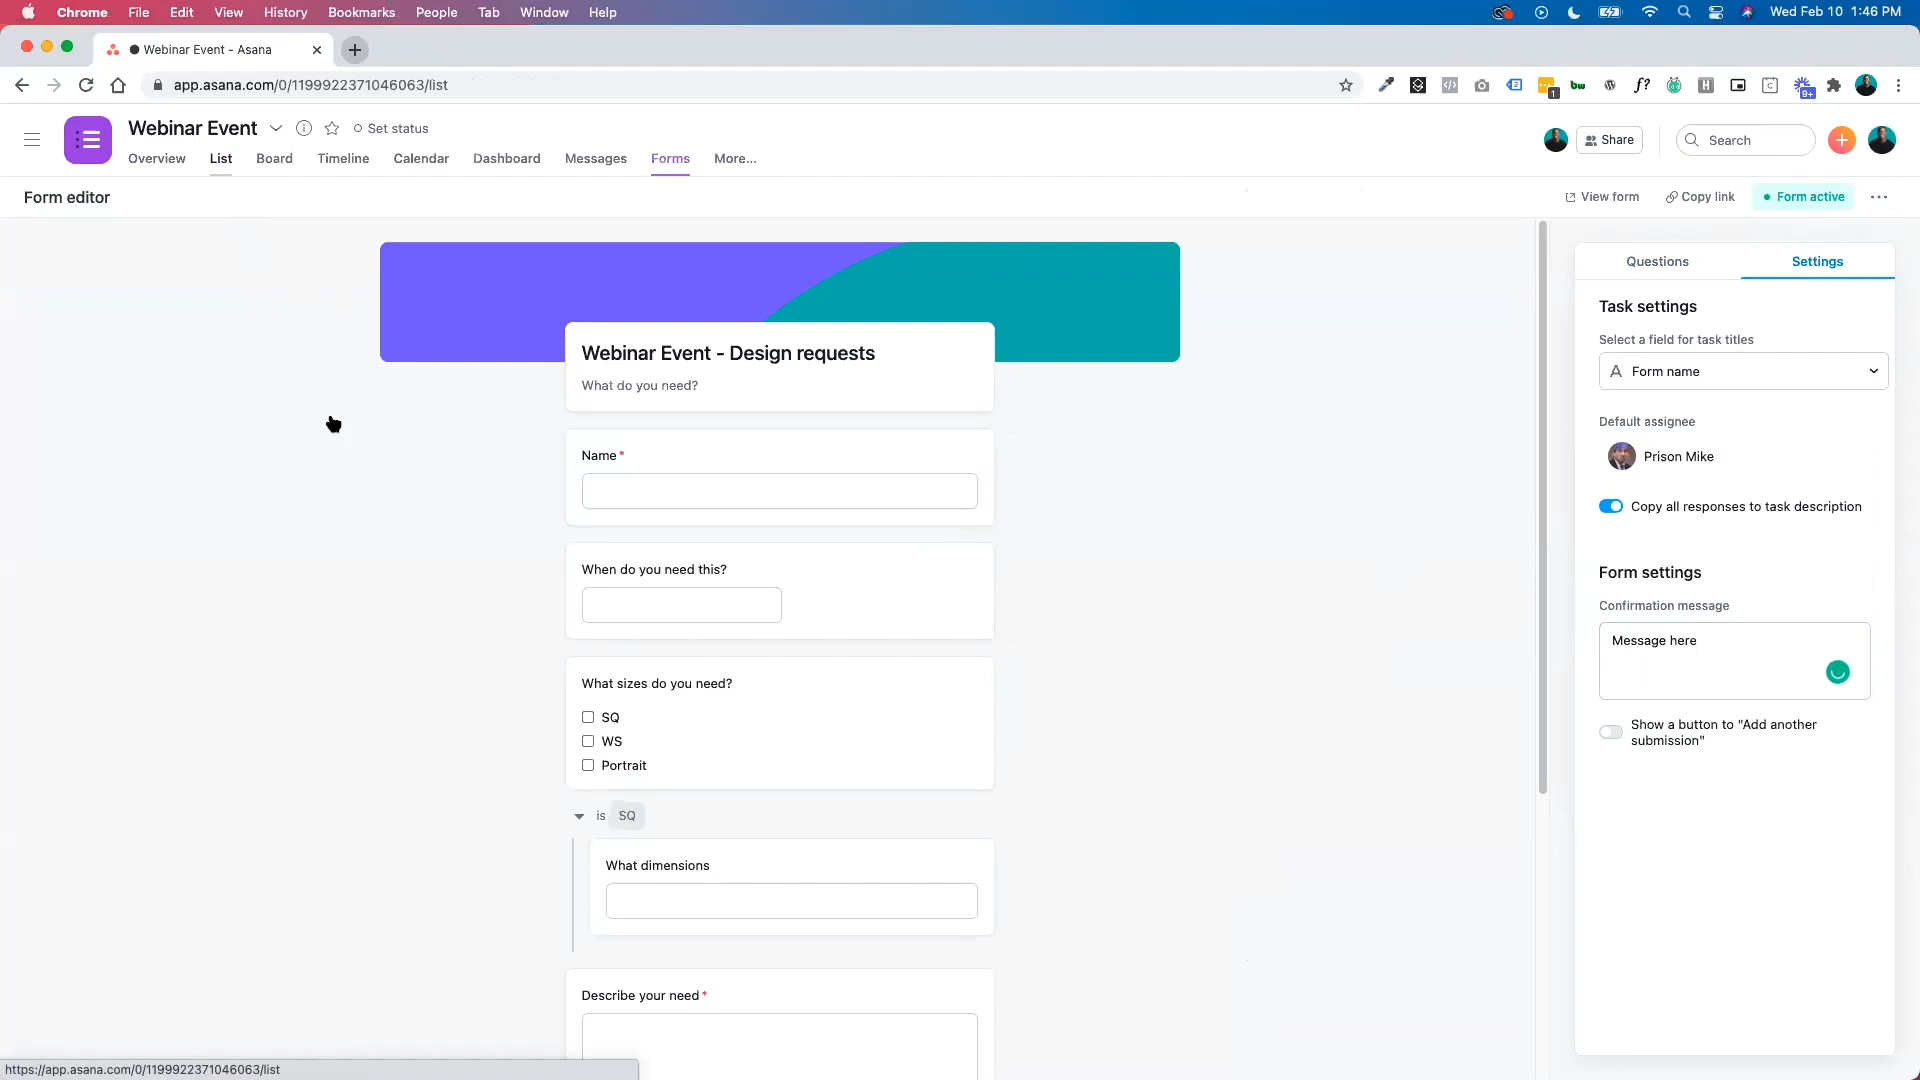 Chrome File Edit View History Bookmarks People Tab Window Help
Wed Feb 10 1:46 PM
Webinar Event - Asana
app.asana.com/0/1199922371046063/list
1
bw
f?
H
C
9+
Webinar Event
Set status
Overview List Board Timeline Calendar Dashboard Messages Forms More...
Share
Search
Form editor
View form
Copy link
Form active
Webinar Event - Design requests
What do you need?
Name *
When do you need this?
What sizes do you need?
SQ
WS
Portrait
is SQ
What dimensions
Describe your need *
Questions
Settings
Task settings
Select a field for task titles
A Form name
Default assignee
Prison Mike
Copy all responses to task description
Form settings
Confirmation message
Message here
Show a button to "Add another
submission"
https://app.asana.com/0/1199922371046063/list